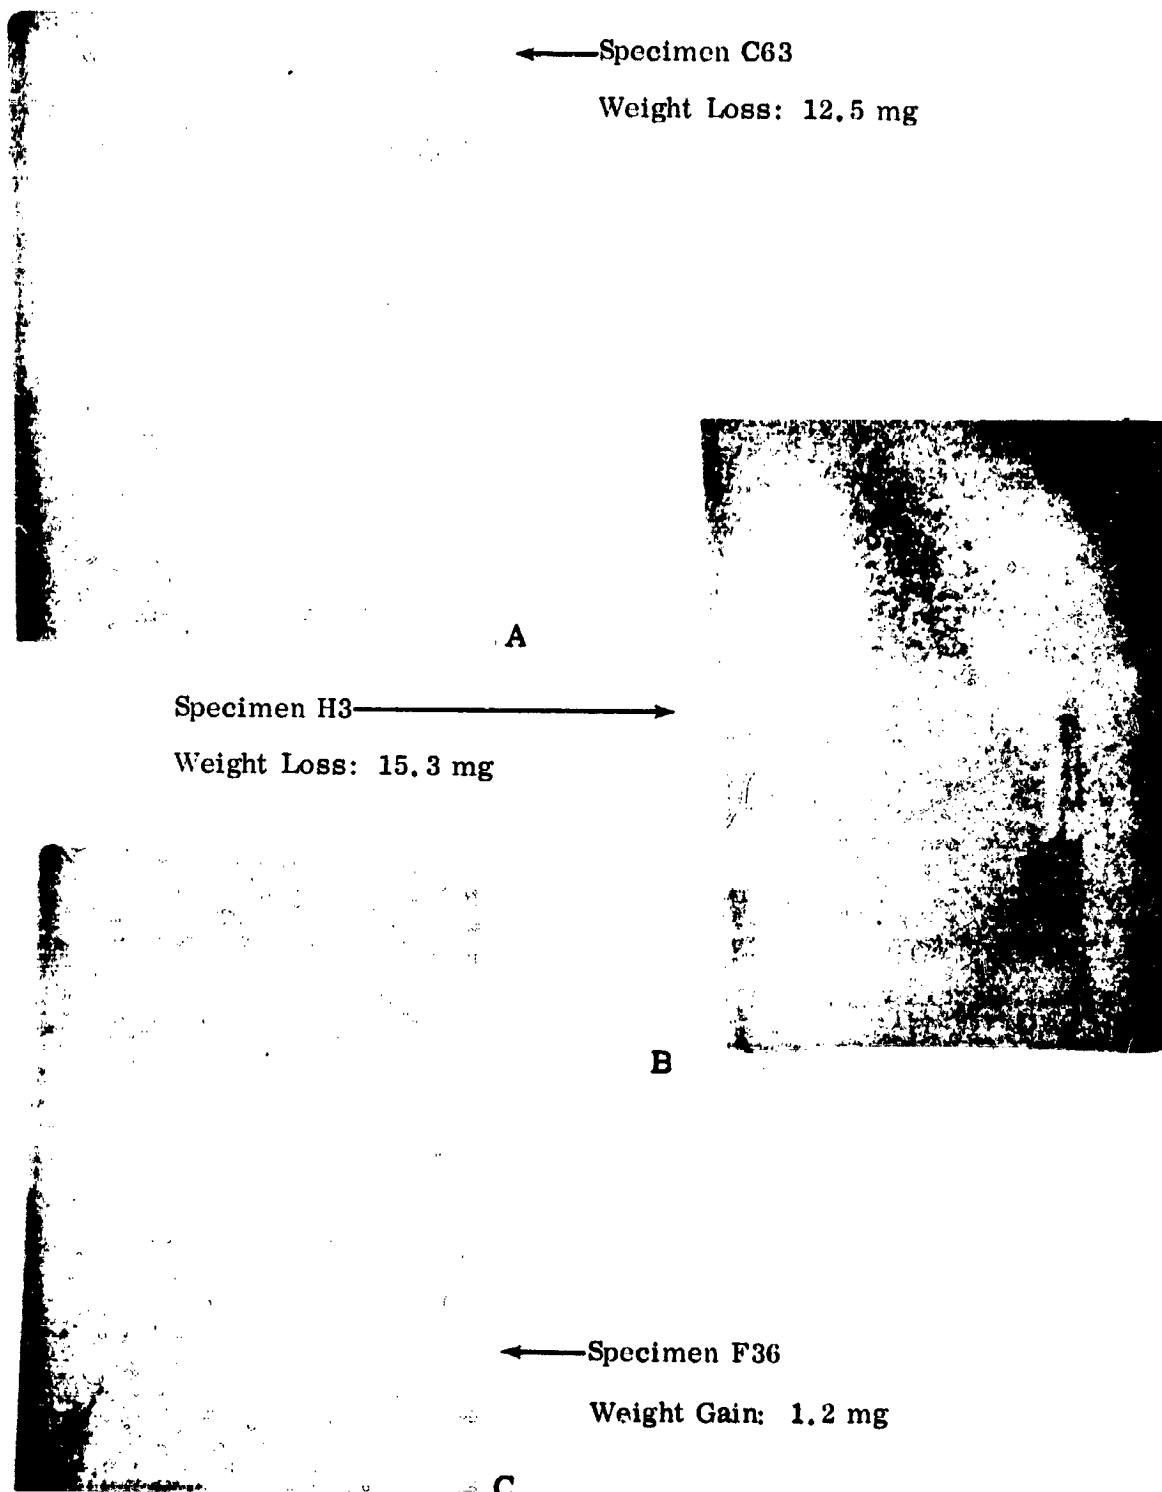 Specimen C63
Weight Loss: 12.5 mg
A
Specimen H3
Weight Loss: 15.3 mg
B
Specimen F36
Weight Gain: 1.2 mg
C